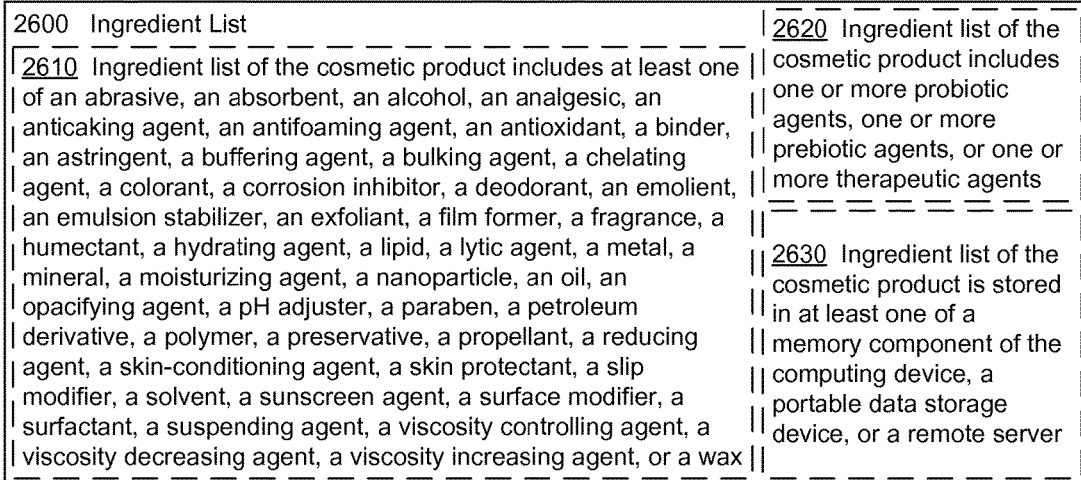 2600 Ingredient List
2610 Ingredient list of the cosmetic product includes at least one
of an abrasive, an absorbent, an alcohol, an analgesic, an
anticaking agent, an antifoaming agent, an antioxidant, a binder,
an astringent, a buffering agent, a bulking agent, a chelating
agent, a colorant, a corrosion inhibitor, a deodorant, an emolient,
an emulsion stabilizer, an exfoliant, a film former, a fragrance, a
humectant, a hydrating agent, a lipid, a lytic agent, a metal, a
mineral, a moisturizing agent, a nanoparticle, an oil, an
opacifying agent, a pH adjuster, a paraben, a petroleum
derivative, a polymer, a preservative, a propellant, a reducing
agent, a skin-conditioning agent, a skin protectant, a slip
modifier, a solvent, a sunscreen agent, a surface modifier, a
surfactant, a suspending agent, a viscosity controlling agent, a
viscosity decreasing agent, a viscosity increasing agent, or a wax
2620 Ingredient list of the
cosmetic product includes
one or more probiotic
agents, one or more
prebiotic agents, or one or
more therapeutic agents
2630 Ingredient list of the
cosmetic product is stored
in at least one of a
memory component of the
computing device, a
portable data storage
device, or a remote server